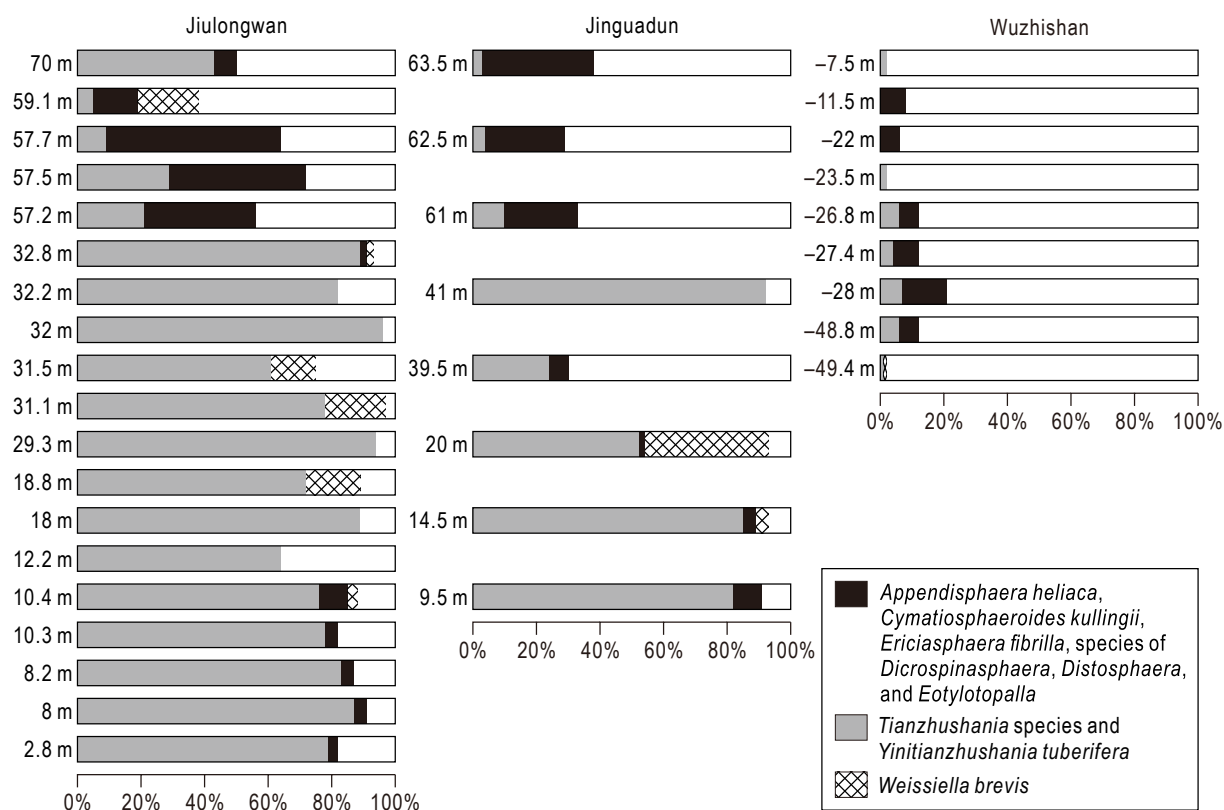 Jiulongwan
70 m
59.1 m
57.7 m
57.5 m
57.2 m
32.8 m
32.2 m
32 m
31.5 m
31.1 m
29.3 m
18.8 m
18 m
12.2 m
10.4 m
10.3 m
8.2 m
8 m
2.8 m
0% 20% 40% 60% 80% 100%
Jinguadun
63.5 m
62.5 m
61 m
41 m
39.5 m
20 m
14.5 m
9.5 m
0% 20% 40% 60% 80% 100%
Wuzhishan
–7.5 m
–11.5 m
–22 m
–23.5 m
–26.8 m
–27.4 m
–28 m
–48.8 m
–49.4 m
0% 20% 40% 60% 80% 100%
Appendisphaera heliaca,
Cymatiosphaeroides kullingii,
Ericiasphaera fibrilla, species of
Dicrospinasphaera, Distosphaera,
and Eotylotopalla
Tianzhushania species and
Yinitianzhushania tuberifera
Weissiella brevis